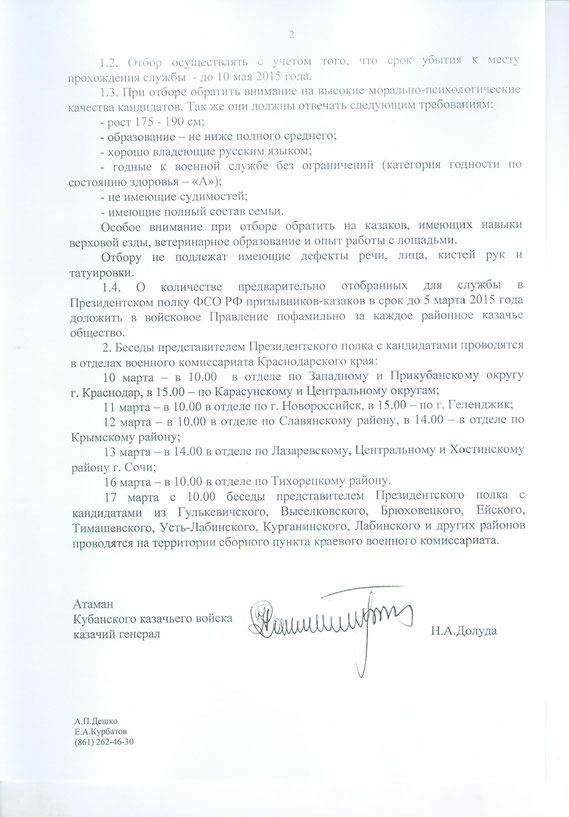 2
1.2. Отбор осуществлять с учетом того, что срок убытия к месту
прохождения службы - до 10 мая 2015 года.
1.3. При отборе обратить внимание на высокие морально-психологические
качества кандидатов. Так же они должны отвечать следующим требованиям:
- рост 175 - 190 см;
- образование – не ниже полного среднего;
- хорошо владеющие русским языком;
- годные к военной службе без ограничений (категория годности по
состоянию здоровья – «А»);
- не имеющие судимостей;
- имеющие полный состав семьи.
Особое внимание при отборе обратить на казаков, имеющих навыки
верховой езды, ветеринарное образование и опыт работы с лошадьми.
Отбору не подлежат имеющие дефекты речи, лица, кистей рук и
татуировки.
1.4. О количестве предварительно отобранных для службы в
Президентском полку ФСО РФ призывников-казаков в срок до 5 марта 2015 года
доложить в войсковое Правление пофамильно за каждое районное казачье
общество.
2. Беседы представителем Президентского полка с кандидатами проводятся
в отделах военного комиссариата Краснодарского края:
10 марта – в 10.00 в отделе по Западному и Прикубанскому округу
г. Краснодар, в 15.00 – по Карасунскому и Центральному округам;
11 марта – в 10.00 в отделе по г. Новороссийск, в 15.00 – по г. Геленджик;
12 марта – в 10.00 в отделе по Славянскому району, в 14.00 – в отделе по
Крымскому району;
13 марта – в 14.00 в отделе по Лазаревскому, Центральному и Хостинскому
району г. Сочи;
16 марта – в 10.00 в отделе по Тихорецкому району.
17 марта с 10.00 беседы представителем Президентского полка с
кандидатами из Гулькевичского, Выселковского, Брюховецкого, Ейского,
Тимашевского, Усть-Лабинского, Курганинского, Лабинского и других районов
проводятся на территории сборного пункта краевого военного комиссариата.
Атаман
Кубанского казачьего войска
казачий генерал
Н.А.Долуда
А.П.Дешко
Е.А.Курбатов
(861) 262-46-30